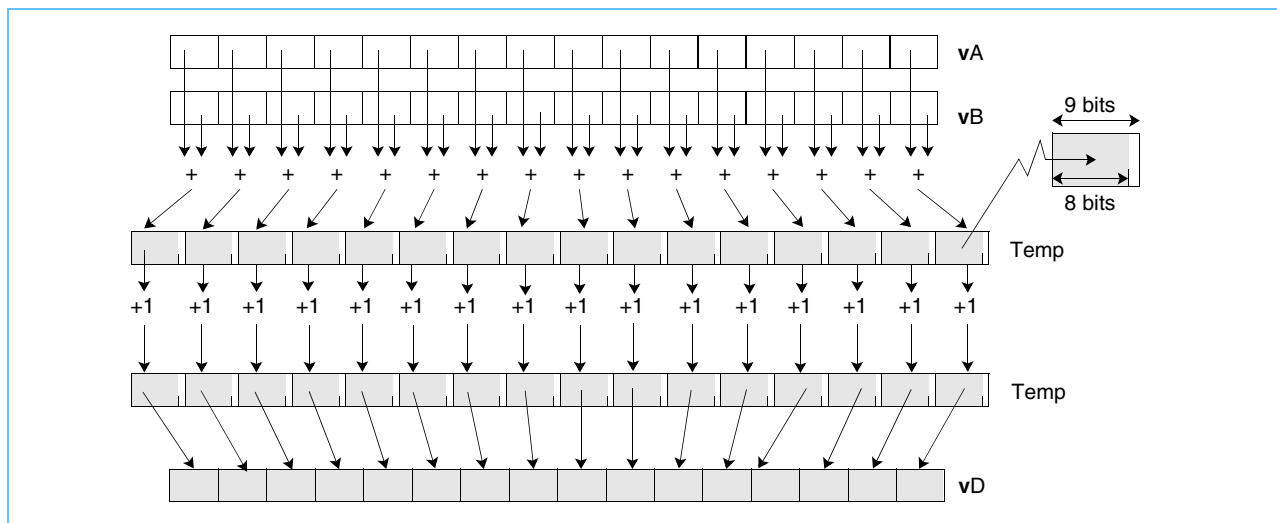 vA
vB
9 bits
+ + + + + + + + + + + + + + + +
8 bits
Temp
+1 +1 +1 +1 +1 +1 +1 +1 +1 +1 +1 +1 +1 +1 +1 +1
Temp
vD